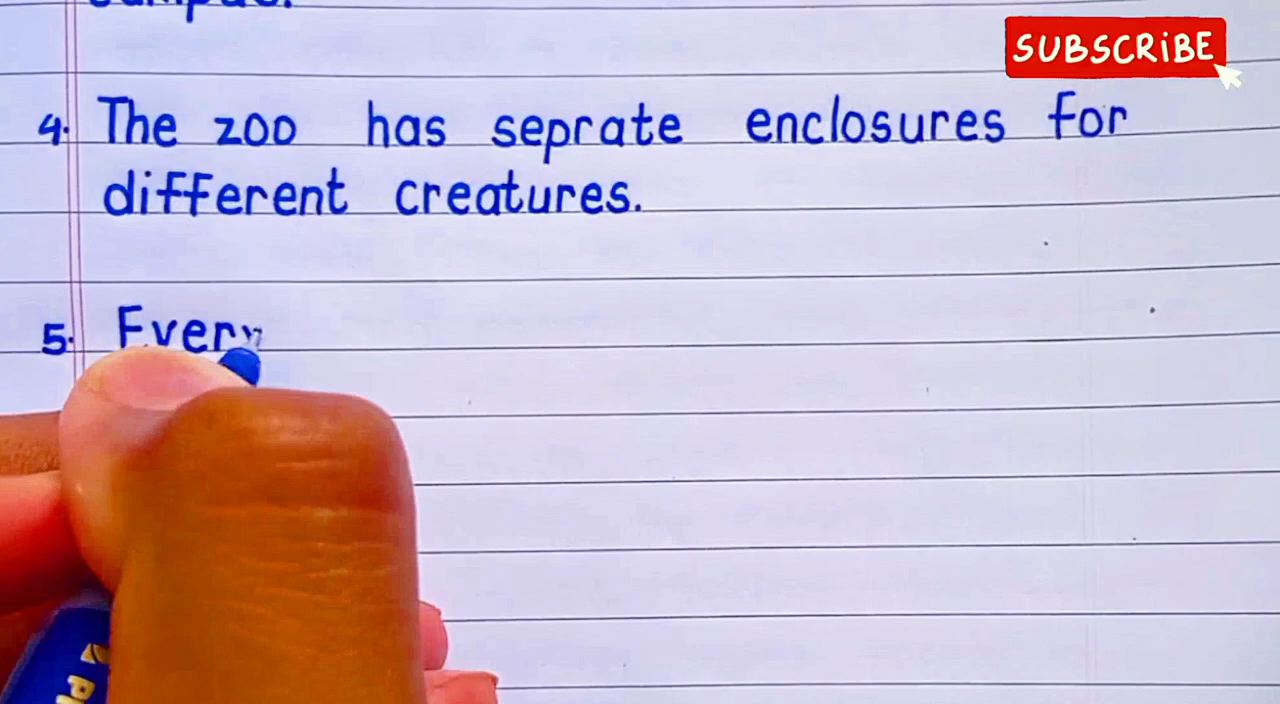 SUBSCRIBE
4. The zoo has seprate enclosures for
different creatures.
5. Every